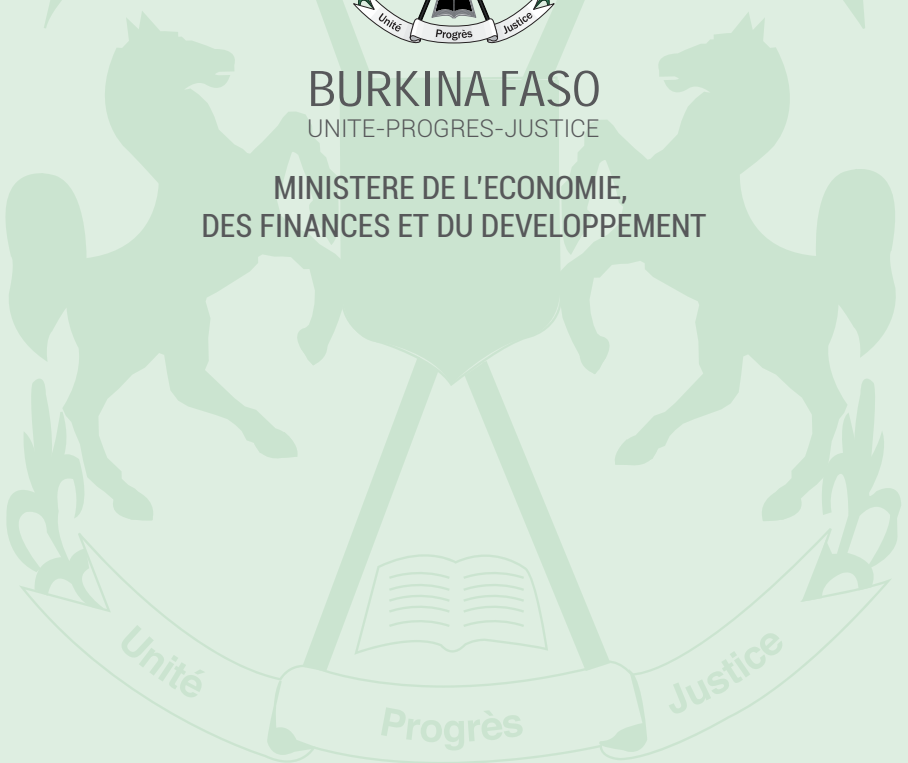 Unité Progrès Justice
BURKINA FASO
UNITE-PROGRES-JUSTICE
MINISTERE DE L'ECONOMIE,
DES FINANCES ET DU DEVELOPPEMENT
Unité Progrès Justice